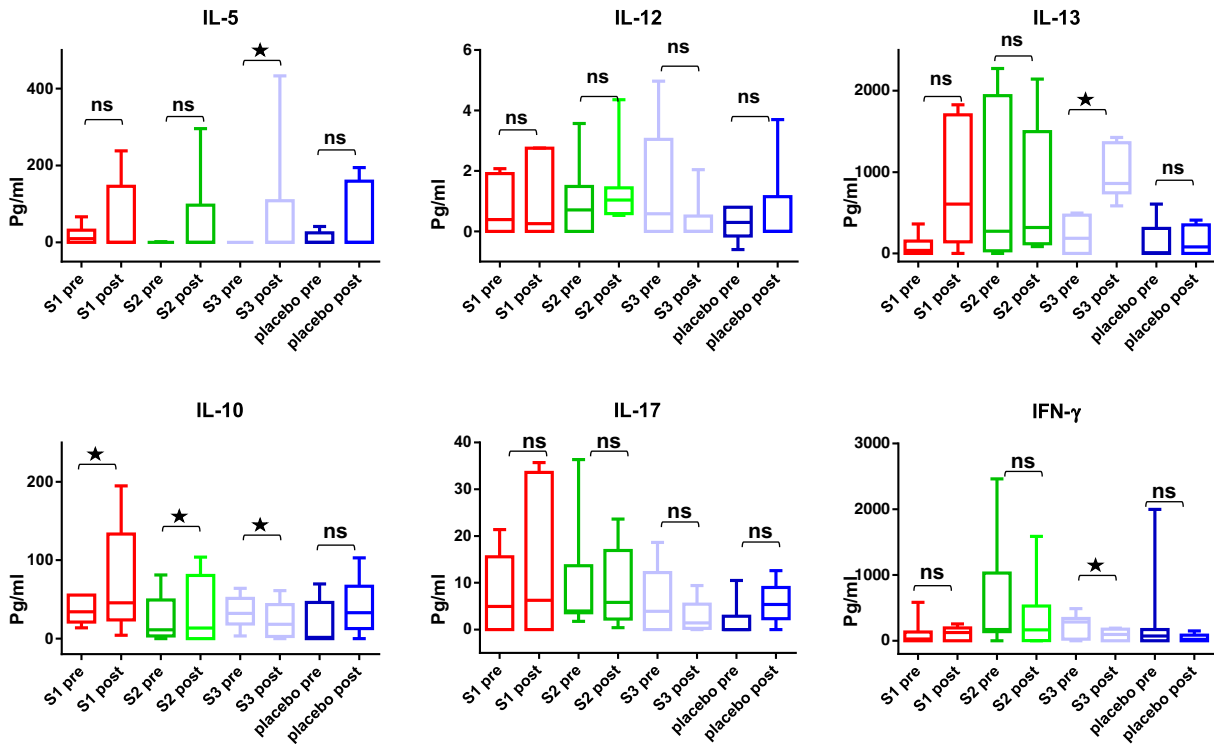 IL-5
IL-12
IL-13
Pg/ml
400
200
0
ns
ns
★
ns
S1 pre
S1 post
S2 pre
S2 post
S3 pre
S3 post
placebo pre
placebo post
Pg/ml
6
4
2
0
ns
ns
ns
ns
S1 pre
S1 post
S2 pre
S2 post
S3 pre
S3 post
placebo pre
placebo post
Pg/ml
2000
1000
0
ns
ns
★
ns
S1 pre
S1 post
S2 pre
S2 post
S3 pre
S3 post
placebo pre
placebo post
IL-10
IL-17
IFN-γ
Pg/ml
200
100
0
★
★
★
ns
S1 pre
S1 post
S2 pre
S2 post
S3 pre
S3 post
placebo pre
placebo post
Pg/ml
40
30
20
10
0
ns
ns
ns
ns
S1 pre
S1 post
S2 pre
S2 post
S3 pre
S3 post
placebo pre
placebo post
Pg/ml
3000
2000
1000
0
ns
ns
★
ns
S1 pre
S1 post
S2 pre
S2 post
S3 pre
S3 post
placebo pre
placebo post